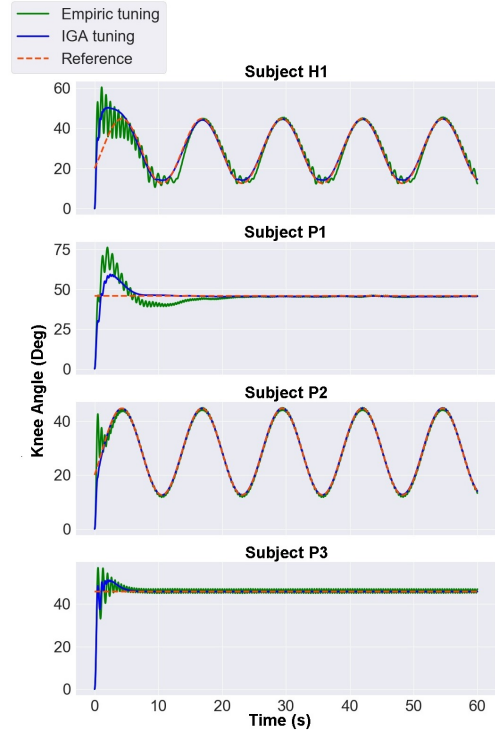 Empiric tuning
IGA tuning
Reference
Subject H1
60
40
20
0
Subject P1
75
50
25
0
Subject P2
40
20
0
Subject P3
40
20
0
Knee Angle (Deg)
0 10 20 30 40 50 60
Time (s)